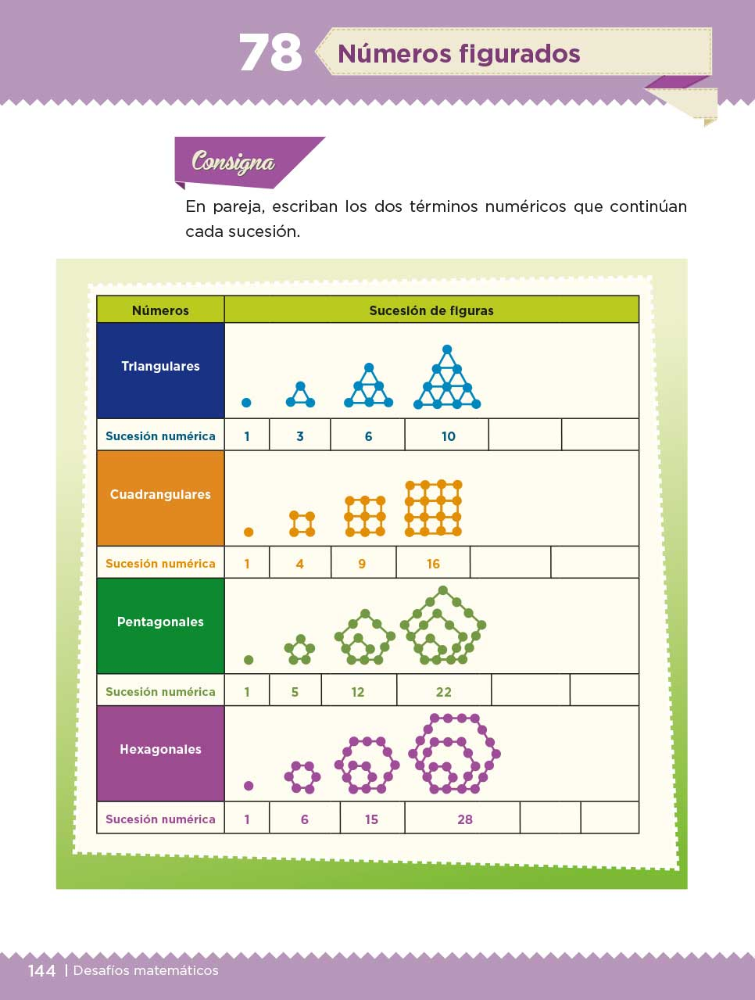 78 Números figurados
Consigna
En pareja, escriban los dos términos numéricos que continúan
cada sucesión.
Números Sucesión de figuras
Triangulares
Sucesión numérica 1 3 6 10
Cuadrangulares
Sucesión numérica 1 4 9 16
Pentagonales
Sucesión numérica 1 5 12 22
Hexagonales
Sucesión numérica 1 6 15 28
144 | Desafíos matemáticos